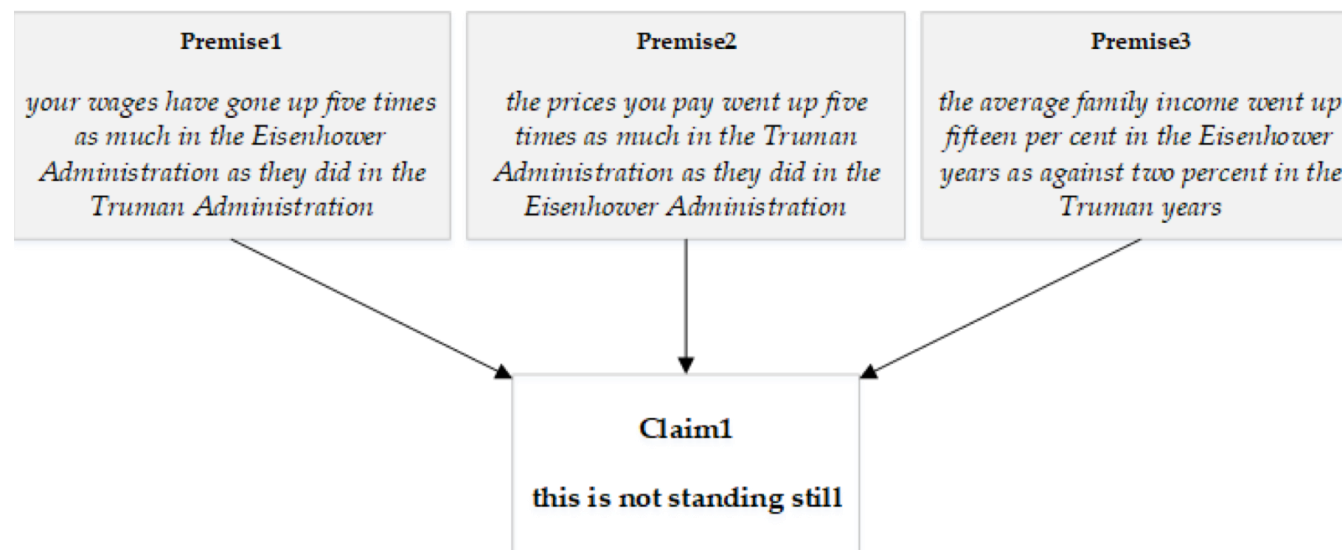 Premise1
your wages have gone up five times
as much in the Eisenhower
Administration as they did in the
Truman Administration
Premise2
the prices you pay went up five
times as much in the Truman
Administration as they did in the
Eisenhower Administration
Premise3
the average family income went up
fifteen per cent in the Eisenhower
years as against two percent in the
Truman years
Claim1
this is not standing still